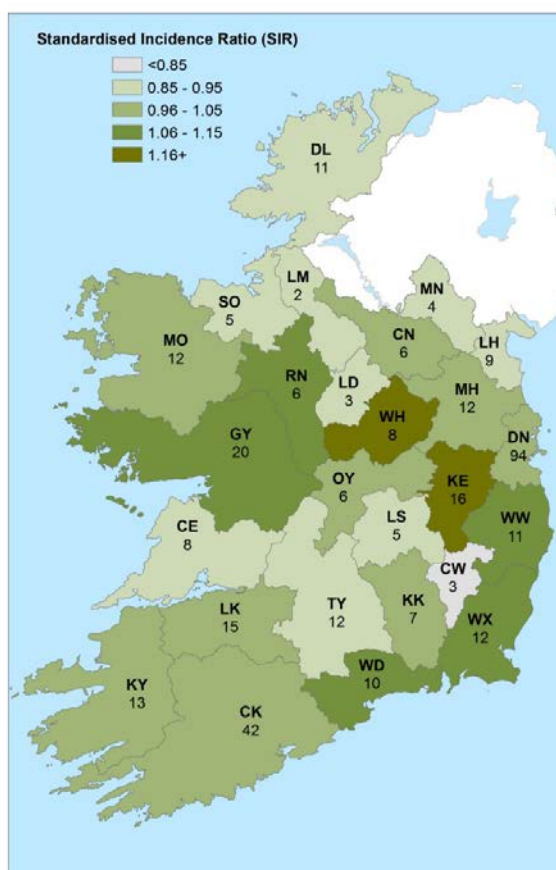 Standardised Incidence Ratio (SIR)
<0.85
0.85 - 0.95
0.96 - 1.05
1.06 - 1.15
1.16+
DL
11
LM
2
SO
5
MN
4
MO
12
CN
6
LH
9
RN
6
LD
3
MH
12
WH
8
GY
20
DN
94
OY
6
KE
16
LS
5
WW
11
CE
8
CW
3
LK
15
TY
12
KK
7
WX
12
WD
10
KY
13
CK
42